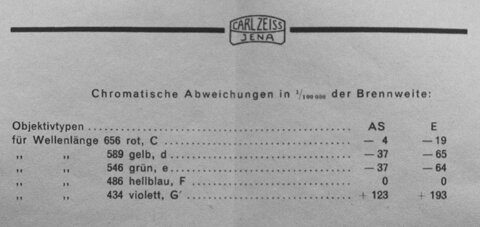 CARL ZEISS
JENA
Chromatische Abweichungen in 1/100 000 der Brennweite:
Objektivtypen ........................................ AS E
für Wellenlänge 656 rot, C ........................................ — 4 —19
„ „ 589 gelb, d ........................................ —37 —65
„ „ 546 grün, e ........................................ —37 —64
„ „ 486 hellblau, F ........................................ 0 0
„ „ 434 violett, G′ ........................................ +123 +193